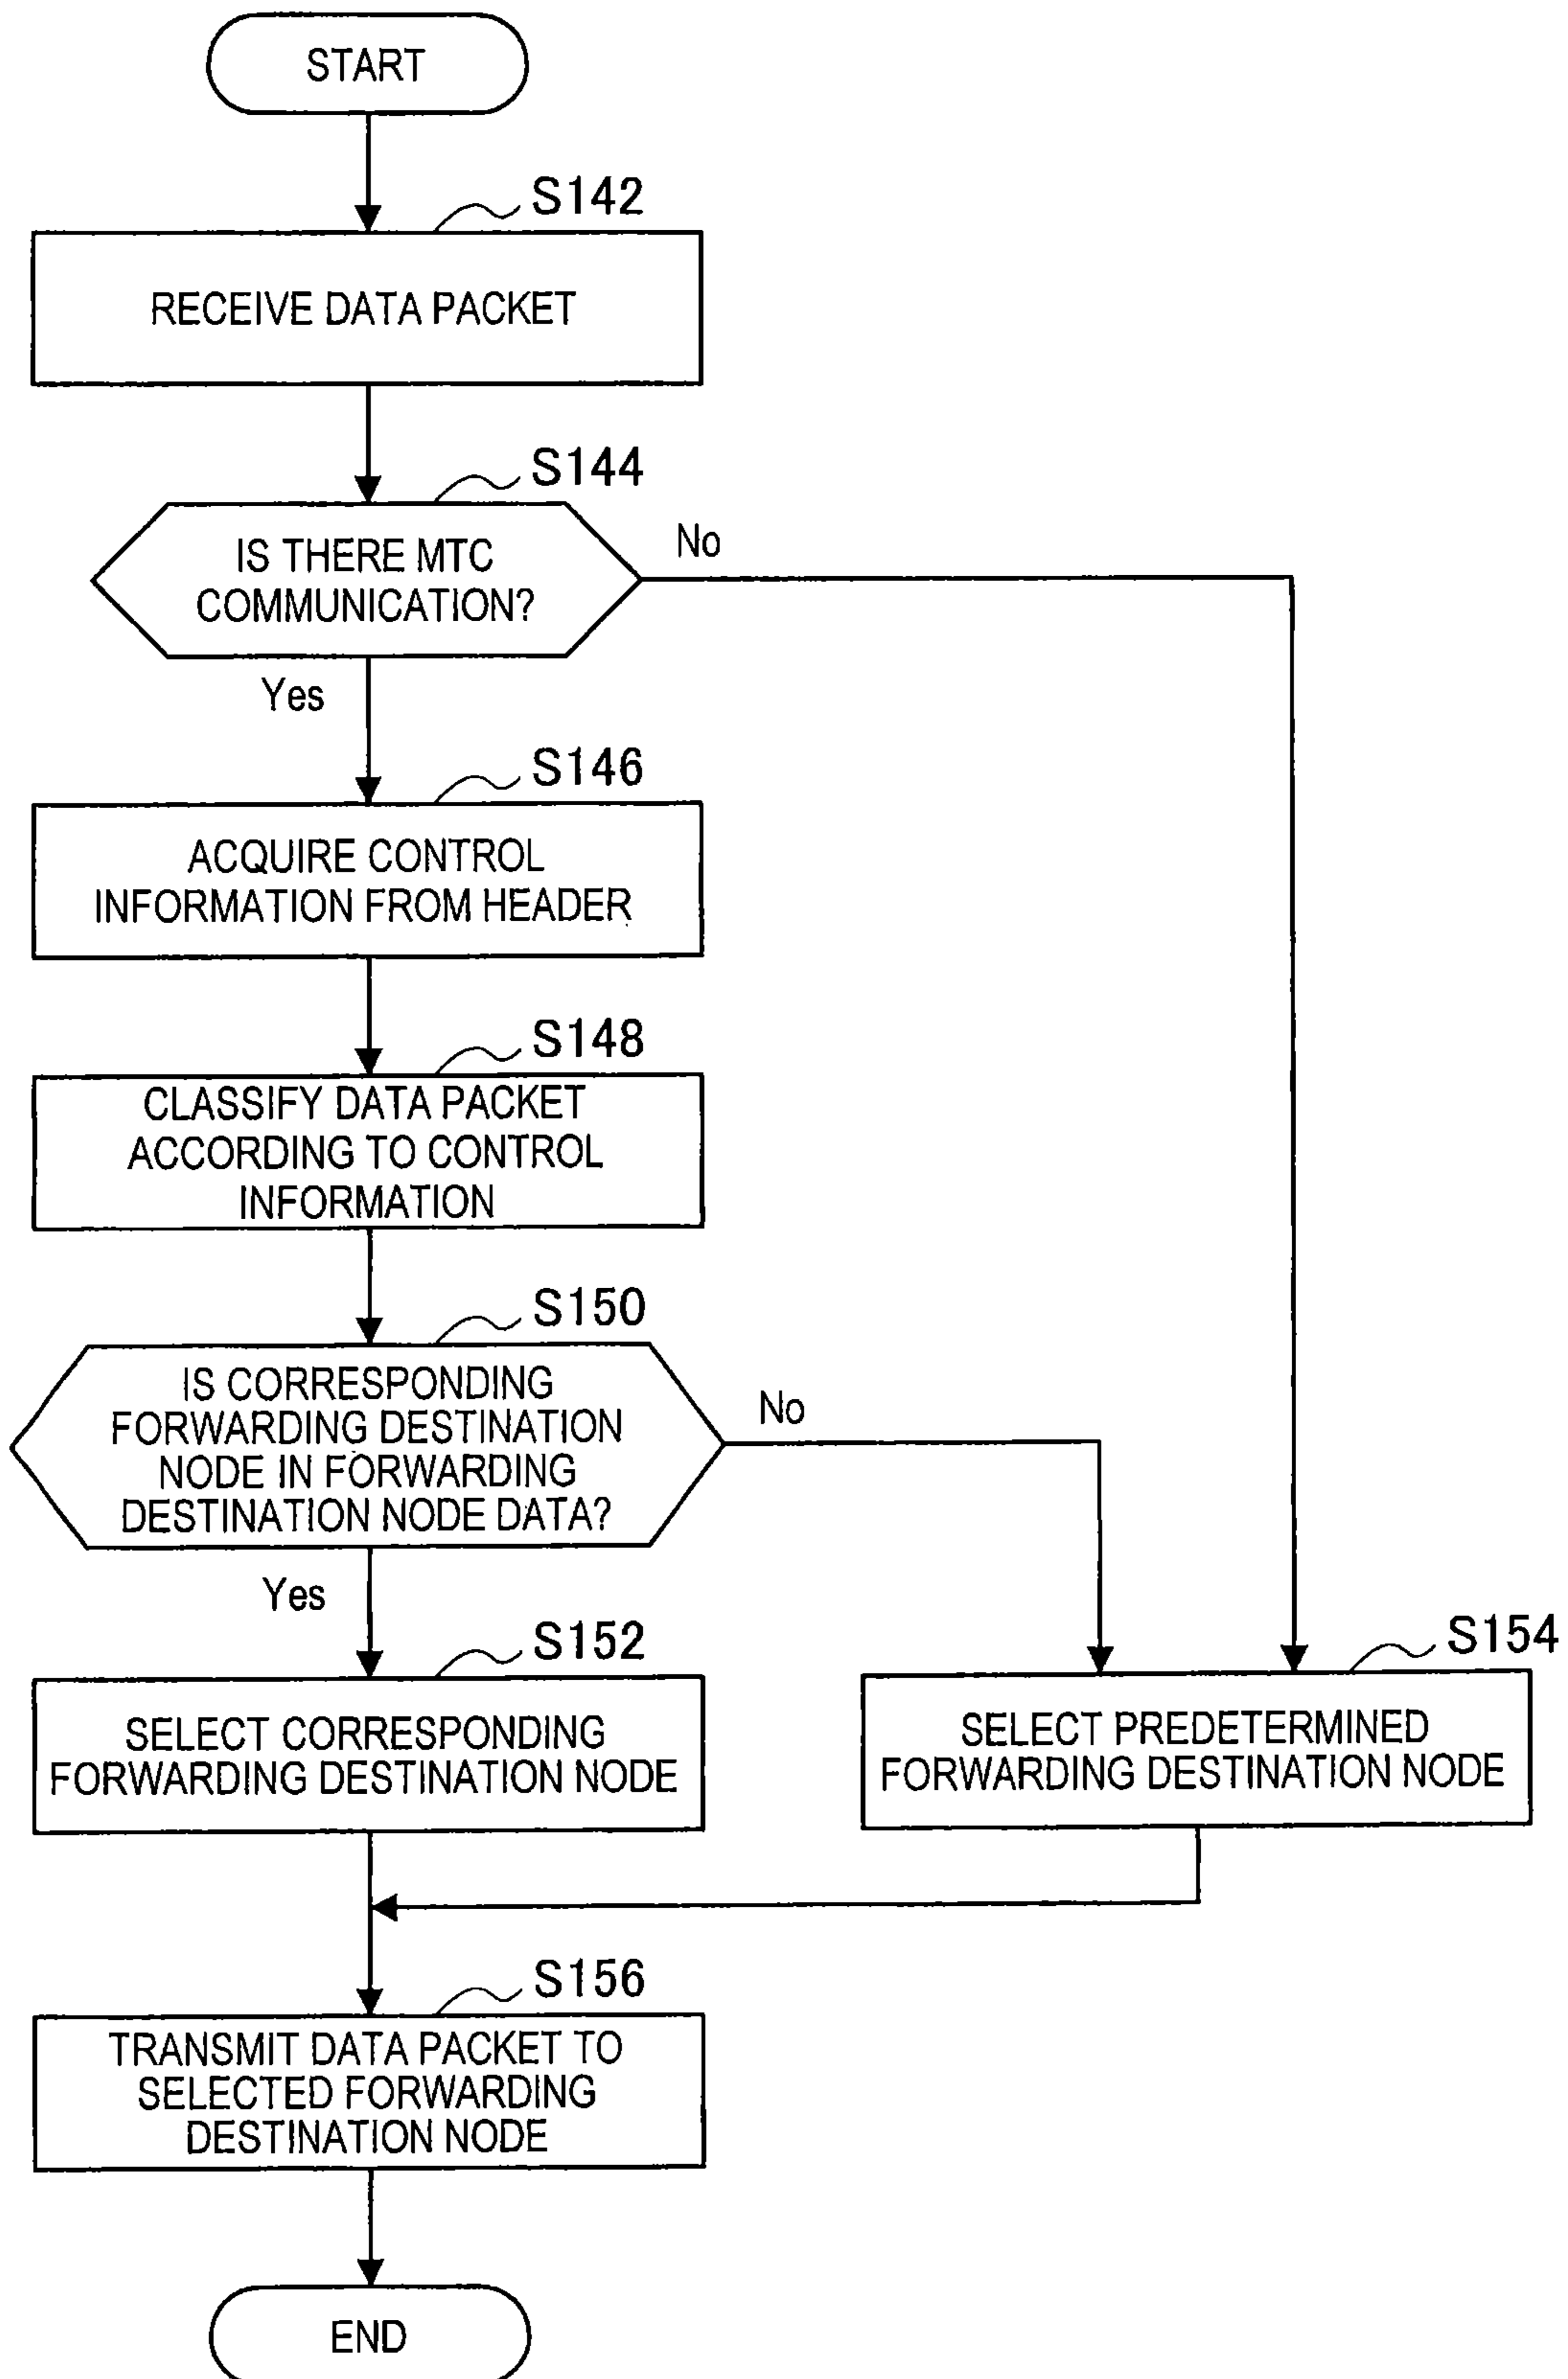 START
S142
RECEIVE DATA PACKET
S144
IS THERE MTC
COMMUNICATION?
No
Yes
S146
ACQUIRE CONTROL
INFORMATION FROM HEADER
S148
CLASSIFY DATA PACKET
ACCORDING TO CONTROL
INFORMATION
S150
IS CORRESPONDING
FORWARDING DESTINATION
NODE IN FORWARDING
DESTINATION NODE DATA?
No
Yes
S152
SELECT CORRESPONDING
FORWARDING DESTINATION NODE
S154
SELECT PREDETERMINED
FORWARDING DESTINATION NODE
S156
TRANSMIT DATA PACKET TO
SELECTED FORWARDING
DESTINATION NODE
END